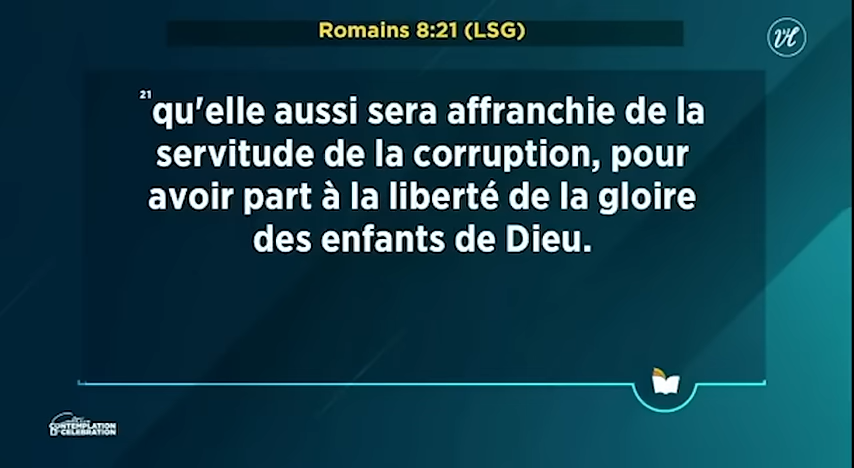 Romains 8:21 (LSG)
21 qu'elle aussi sera affranchie de la
servitude de la corruption, pour
avoir part à la liberté de la gloire
des enfants de Dieu.
CONTEMPLATION
CELEBRATION